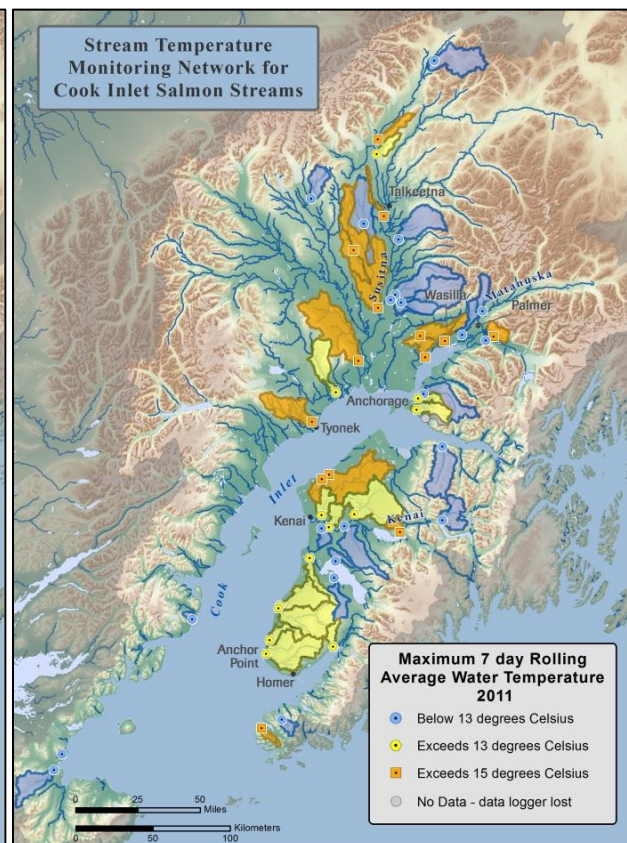 Stream Temperature
Monitoring Network for
Cook Inlet Salmon Streams
Talkeetna
Susitna
Wasilla
Matanuska
Palmer
Anchorage
Tyonek
Cook Inlet
Kenai
Kenai
Anchor
Point
Homer
Maximum 7 day Rolling
Average Water Temperature
2011
Below 13 degrees Celsius
Exceeds 13 degrees Celsius
Exceeds 15 degrees Celsius
No Data - data logger lost
0 25 50
Miles
0 50 100
Kilometers